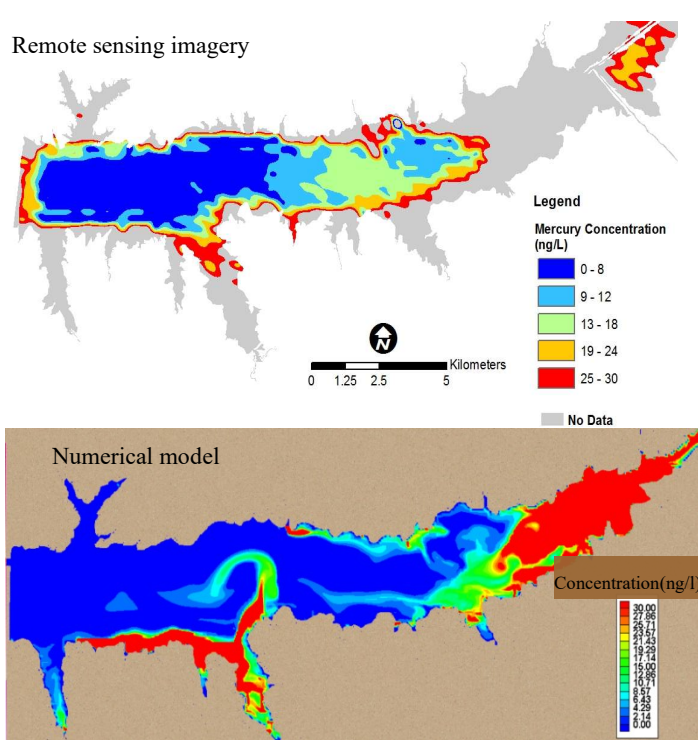 Remote sensing imagery
Legend
Mercury Concentration
(ng/L)
0 - 8
9 - 12
13 - 18
19 - 24
25 - 30
No Data
N
Kilometers
0 1.25 2.5 5
Numerical model
Concentration(ng/l)
30.00
27.86
25.71
23.57
21.43
19.29
17.14
15.00
12.86
10.71
8.57
6.43
4.29
2.14
0.00